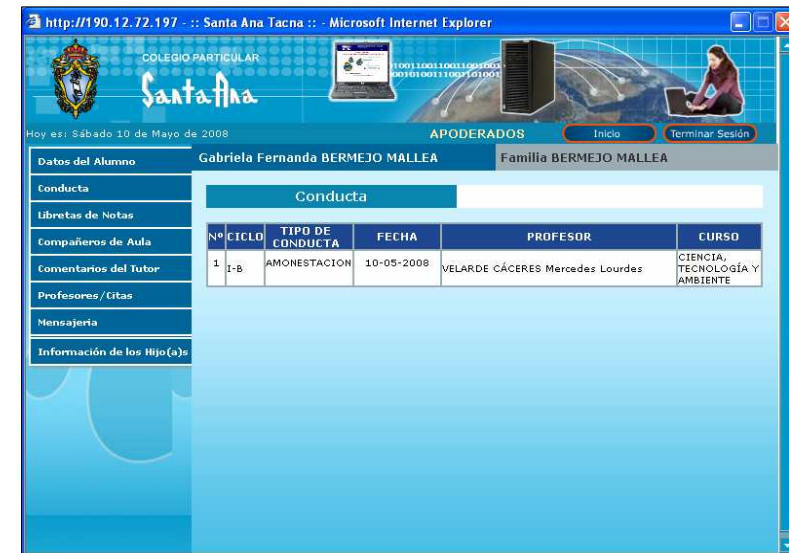 http://190.12.72.197 - :: Santa Ana Tacna :: - Microsoft Internet Explorer
COLEGIO PARTICULAR
Santa Ana
Hoy es: Sábado 10 de Mayo de 2008
APODERADOS
Inicio
Terminar Sesión
Datos del Alumno
Conducta
Libretas de Notas
Compañeros de Aula
Comentarios del Tutor
Profesores/Citas
Mensajeria
Información de los Hijo(a)s
Gabriela Fernanda BERMEJO MALLEA
Familia BERMEJO MALLEA
Conducta
Nº CICLO TIPO DE CONDUCTA FECHA PROFESOR CURSO
1 I-B AMONESTACION 10-05-2008 VELARDE CÁCERES Mercedes Lourdes CIENCIA, TECNOLOGÍA Y AMBIENTE